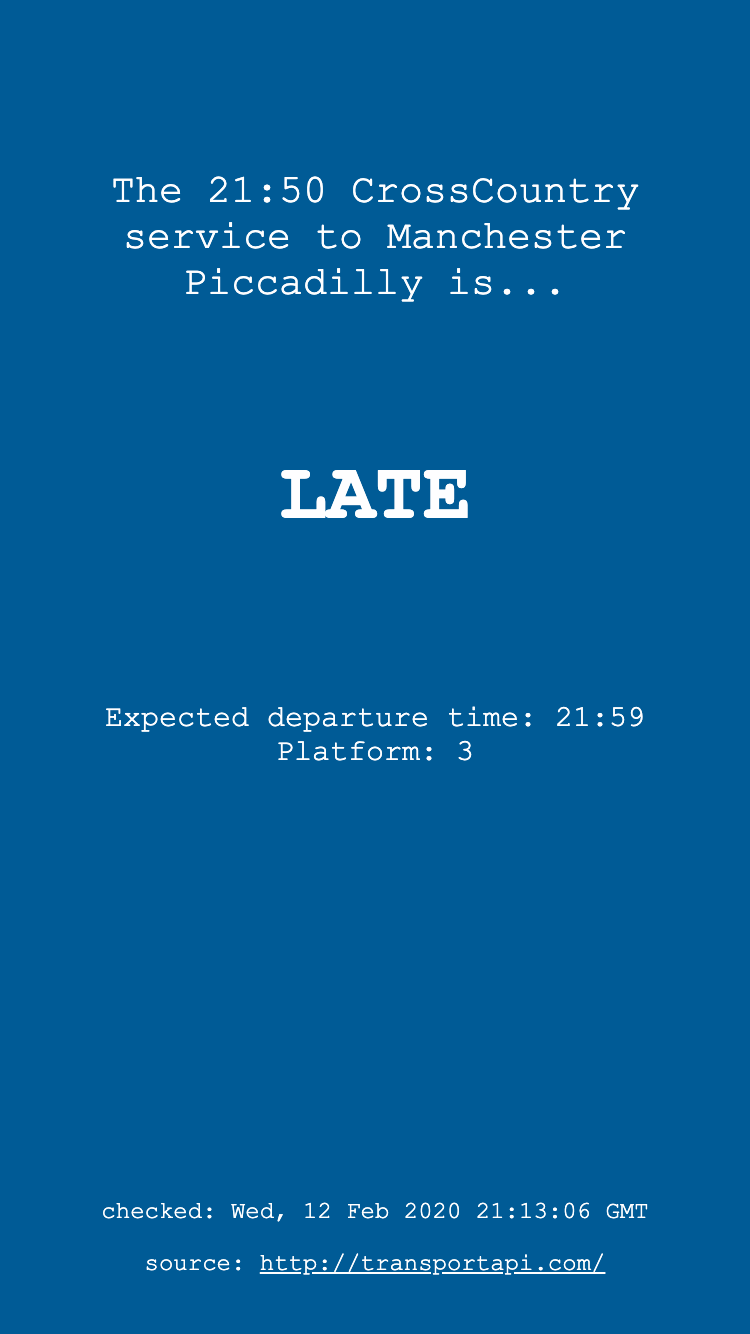 The 21:50 CrossCountry
service to Manchester
Piccadilly is...
LATE
Expected departure time: 21:59
Platform: 3
checked: Wed, 12 Feb 2020 21:13:06 GMT
source: http://transportapi.com/